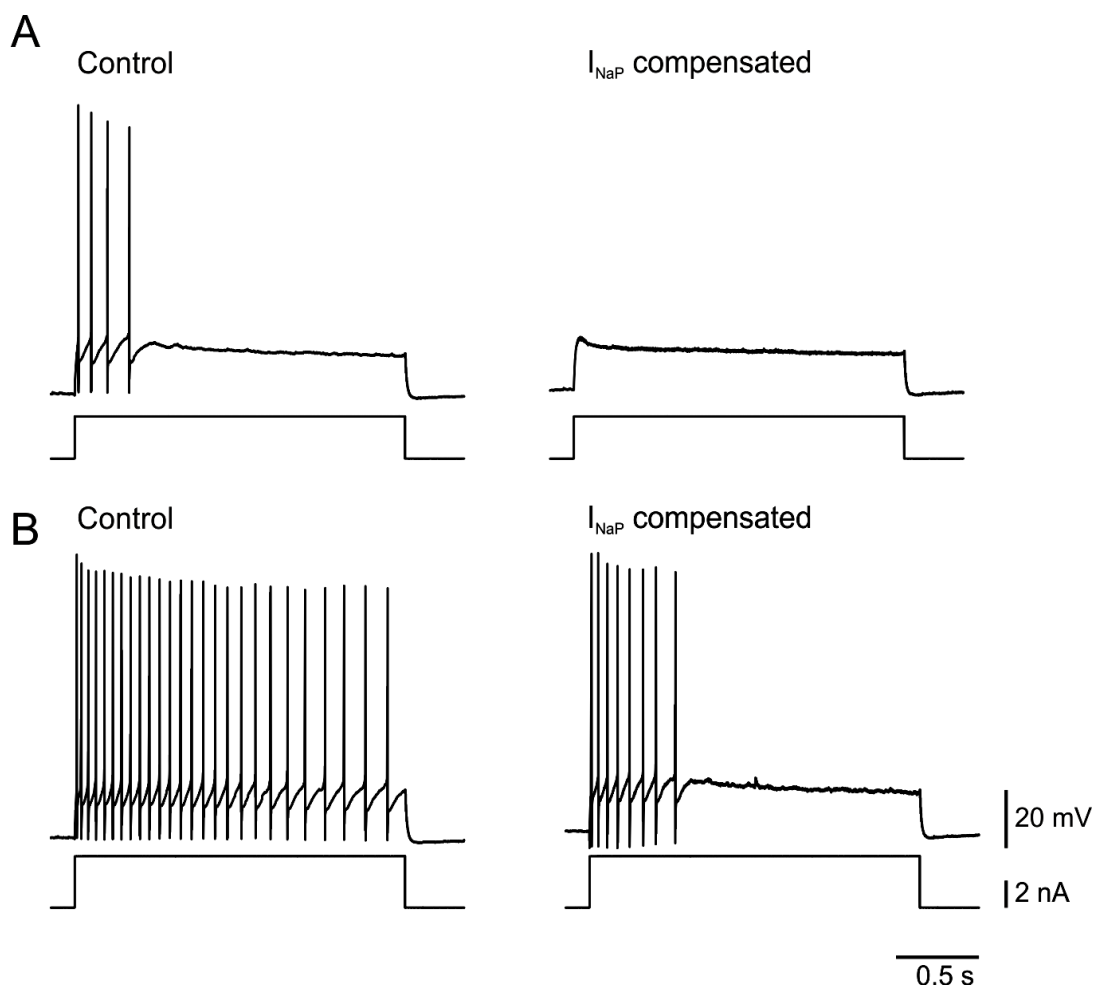 A
Control
I_NaP compensated
B
Control
I_NaP compensated
20 mV
2 nA
0.5 s